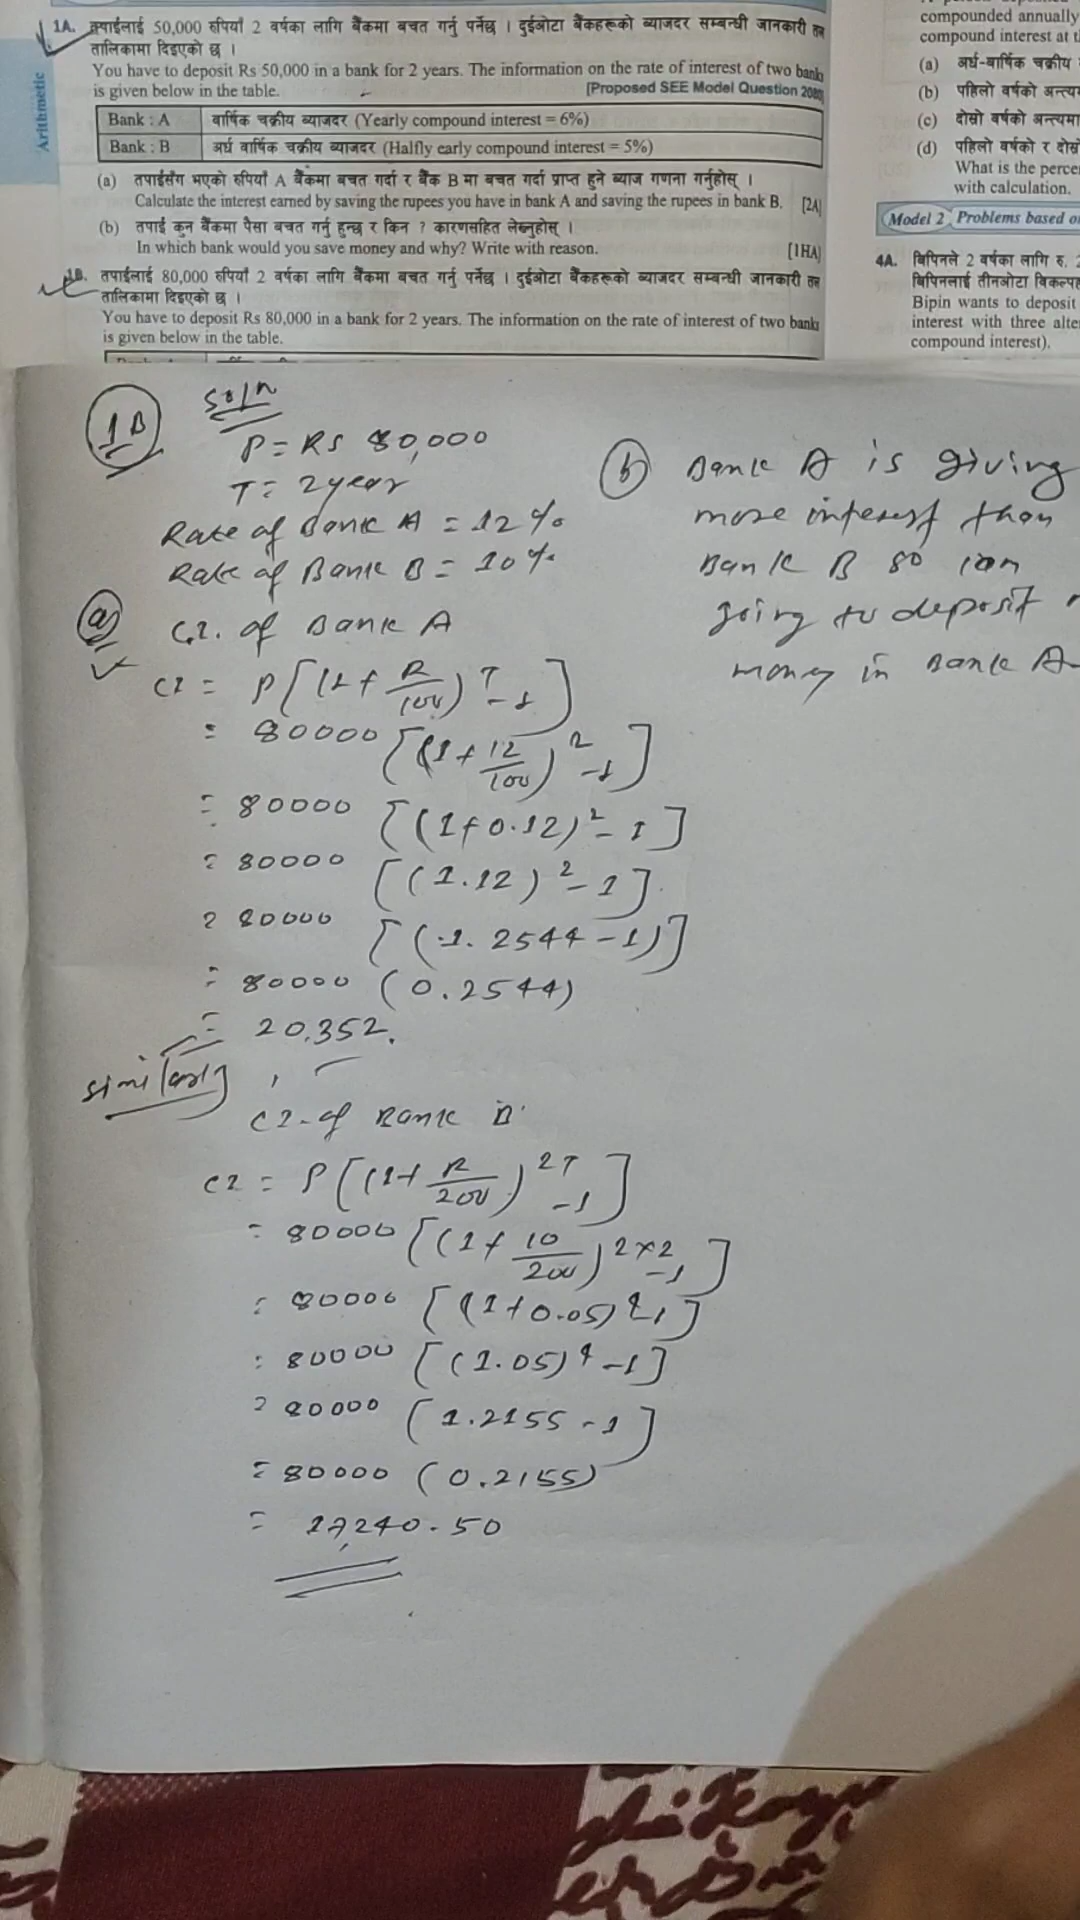 1A. तपाईंलाई 50,000 रुपियाँ 2 वर्षका लागि बैंकमा बचत गर्नु पर्नेछ । दुईओटा बैंकहरूको ब्याजदर सम्बन्धी जानकारी तल
तालिकामा दिइएको छ ।
You have to deposit Rs 50,000 in a bank for 2 years. The information on the rate of interest of two banks
is given below in the table. [Proposed SEE Model Question 2080]
Bank : A वार्षिक चक्रीय ब्याजदर (Yearly compound interest = 6%)
Bank : B अर्ध वार्षिक चक्रीय ब्याजदर (Halfly early compound interest = 5%)
(a) तपाईंसँग भएको रुपियाँ A बैंकमा बचत गर्दा र बैंक B मा बचत गर्दा प्राप्त हुने ब्याज गणना गर्नुहोस् ।
Calculate the interest earned by saving the rupees you have in bank A and saving the rupees in bank B. [2A]
(b) तपाईं कुन बैंकमा पैसा बचत गर्नु हुन्छ र किन ? कारणसहित लेख्नुहोस् ।
In which bank would you save money and why? Write with reason. [1HA]
1B. तपाईंलाई 80,000 रुपियाँ 2 वर्षका लागि बैंकमा बचत गर्नु पर्नेछ । दुईओटा बैंकहरूको ब्याजदर सम्बन्धी जानकारी तल
तालिकामा दिइएको छ ।
You have to deposit Rs 80,000 in a bank for 2 years. The information on the rate of interest of two banks
is given below in the table.
Arithmetic
compounded annually
compound interest at
(a) अर्ध-वार्षिक चक्रीय
(b) पहिलो वर्षको
(c) दोस्रो वर्षको
(d) पहिलो वर्षको र
What is the
with calculation.
Model 2 Problems based
4A. बिपिनले 2 वर्षका लागि रु.
बिपिनलाई तीनओटा
Bipin wants to deposit
interest with three
compound interest).
1B Soln
P = RS 80,000
T = 2 year
Rate of Bank A = 12%
Rate of Bank B = 10%
(a) C.I. of Bank A
CI = P[(1+R/100)^T - 1]
= 80000 [(1+12/100)^2 - 1]
= 80000 [(1+0.12)^2 - 1]
= 80000 [(1.12)^2 - 1]
= 80000 [(1.2544 - 1)]
= 80000 (0.2544)
= 20,352.
Similarly,
CI of Bank B
CI = P[(1+R/200)^2T - 1]
= 80000 [(1+10/200)^2×2 - 1]
= 80000 [(1+0.05)^4 - 1]
= 80000 [(1.05)^4 - 1]
= 80000 [1.2155 - 1]
= 80000 (0.2155)
= 17,240.50
(b) Bank A is giving
more interest than
Bank B so ian
going to deposit
money in Bank A